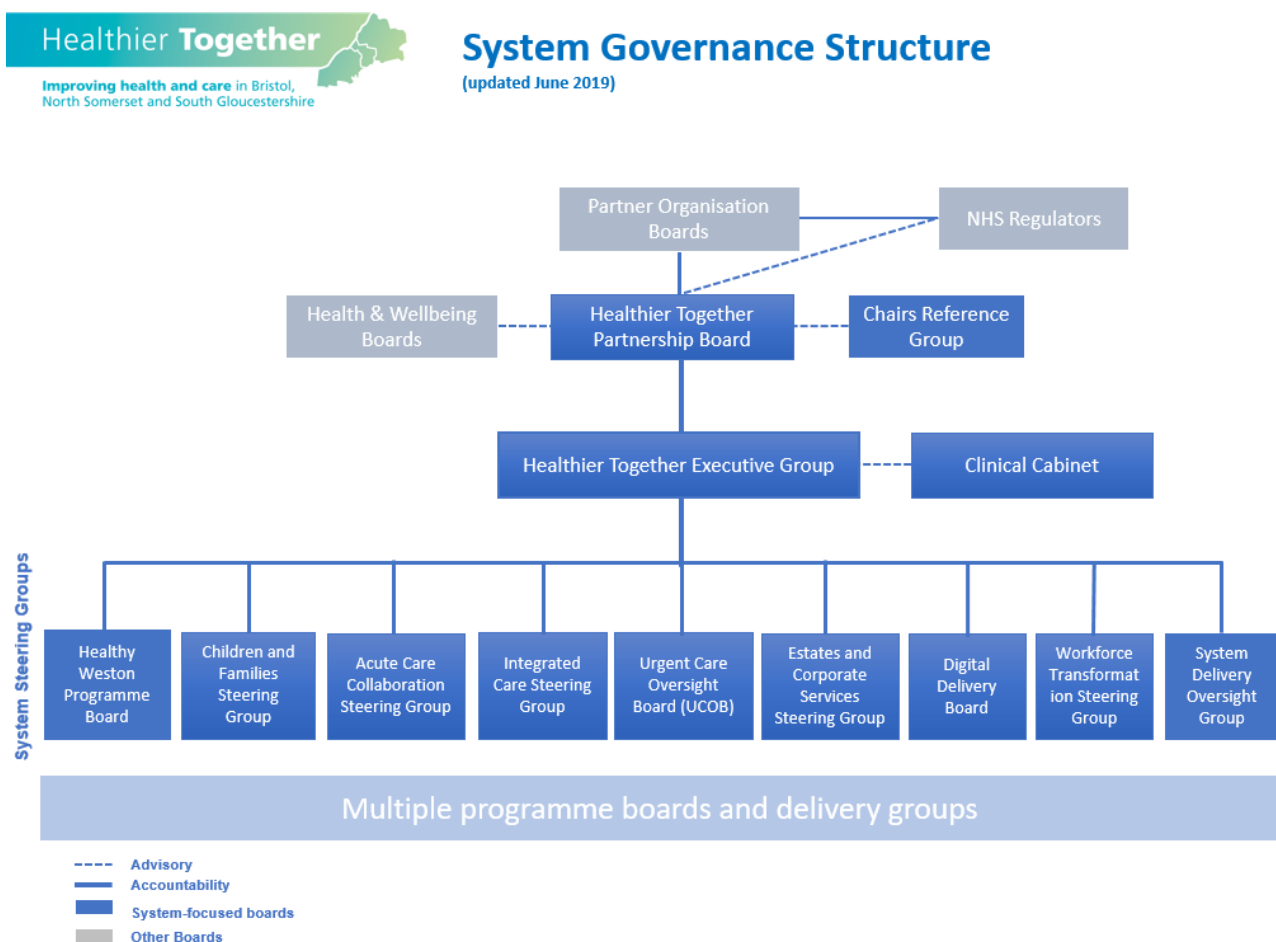 Healthier Together
Improving health and care in Bristol,
North Somerset and South Gloucestershire
System Governance Structure
(updated June 2019)
Partner Organisation
Boards
NHS Regulators
Health & Wellbeing
Boards
Healthier Together
Partnership Board
Chairs Reference
Group
Healthier Together Executive Group
Clinical Cabinet
System Steering Groups
Healthy
Weston
Programme
Board
Children and
Families
Steering
Group
Acute Care
Collaboration
Steering Group
Integrated
Care Steering
Group
Urgent Care
Oversight
Board (UCOB)
Estates and
Corporate
Services
Steering Group
Digital
Delivery
Board
Workforce
Transformat
ion Steering
Group
System
Delivery
Oversight
Group
Multiple programme boards and delivery groups
Advisory
Accountability
System-focused boards
Other Boards